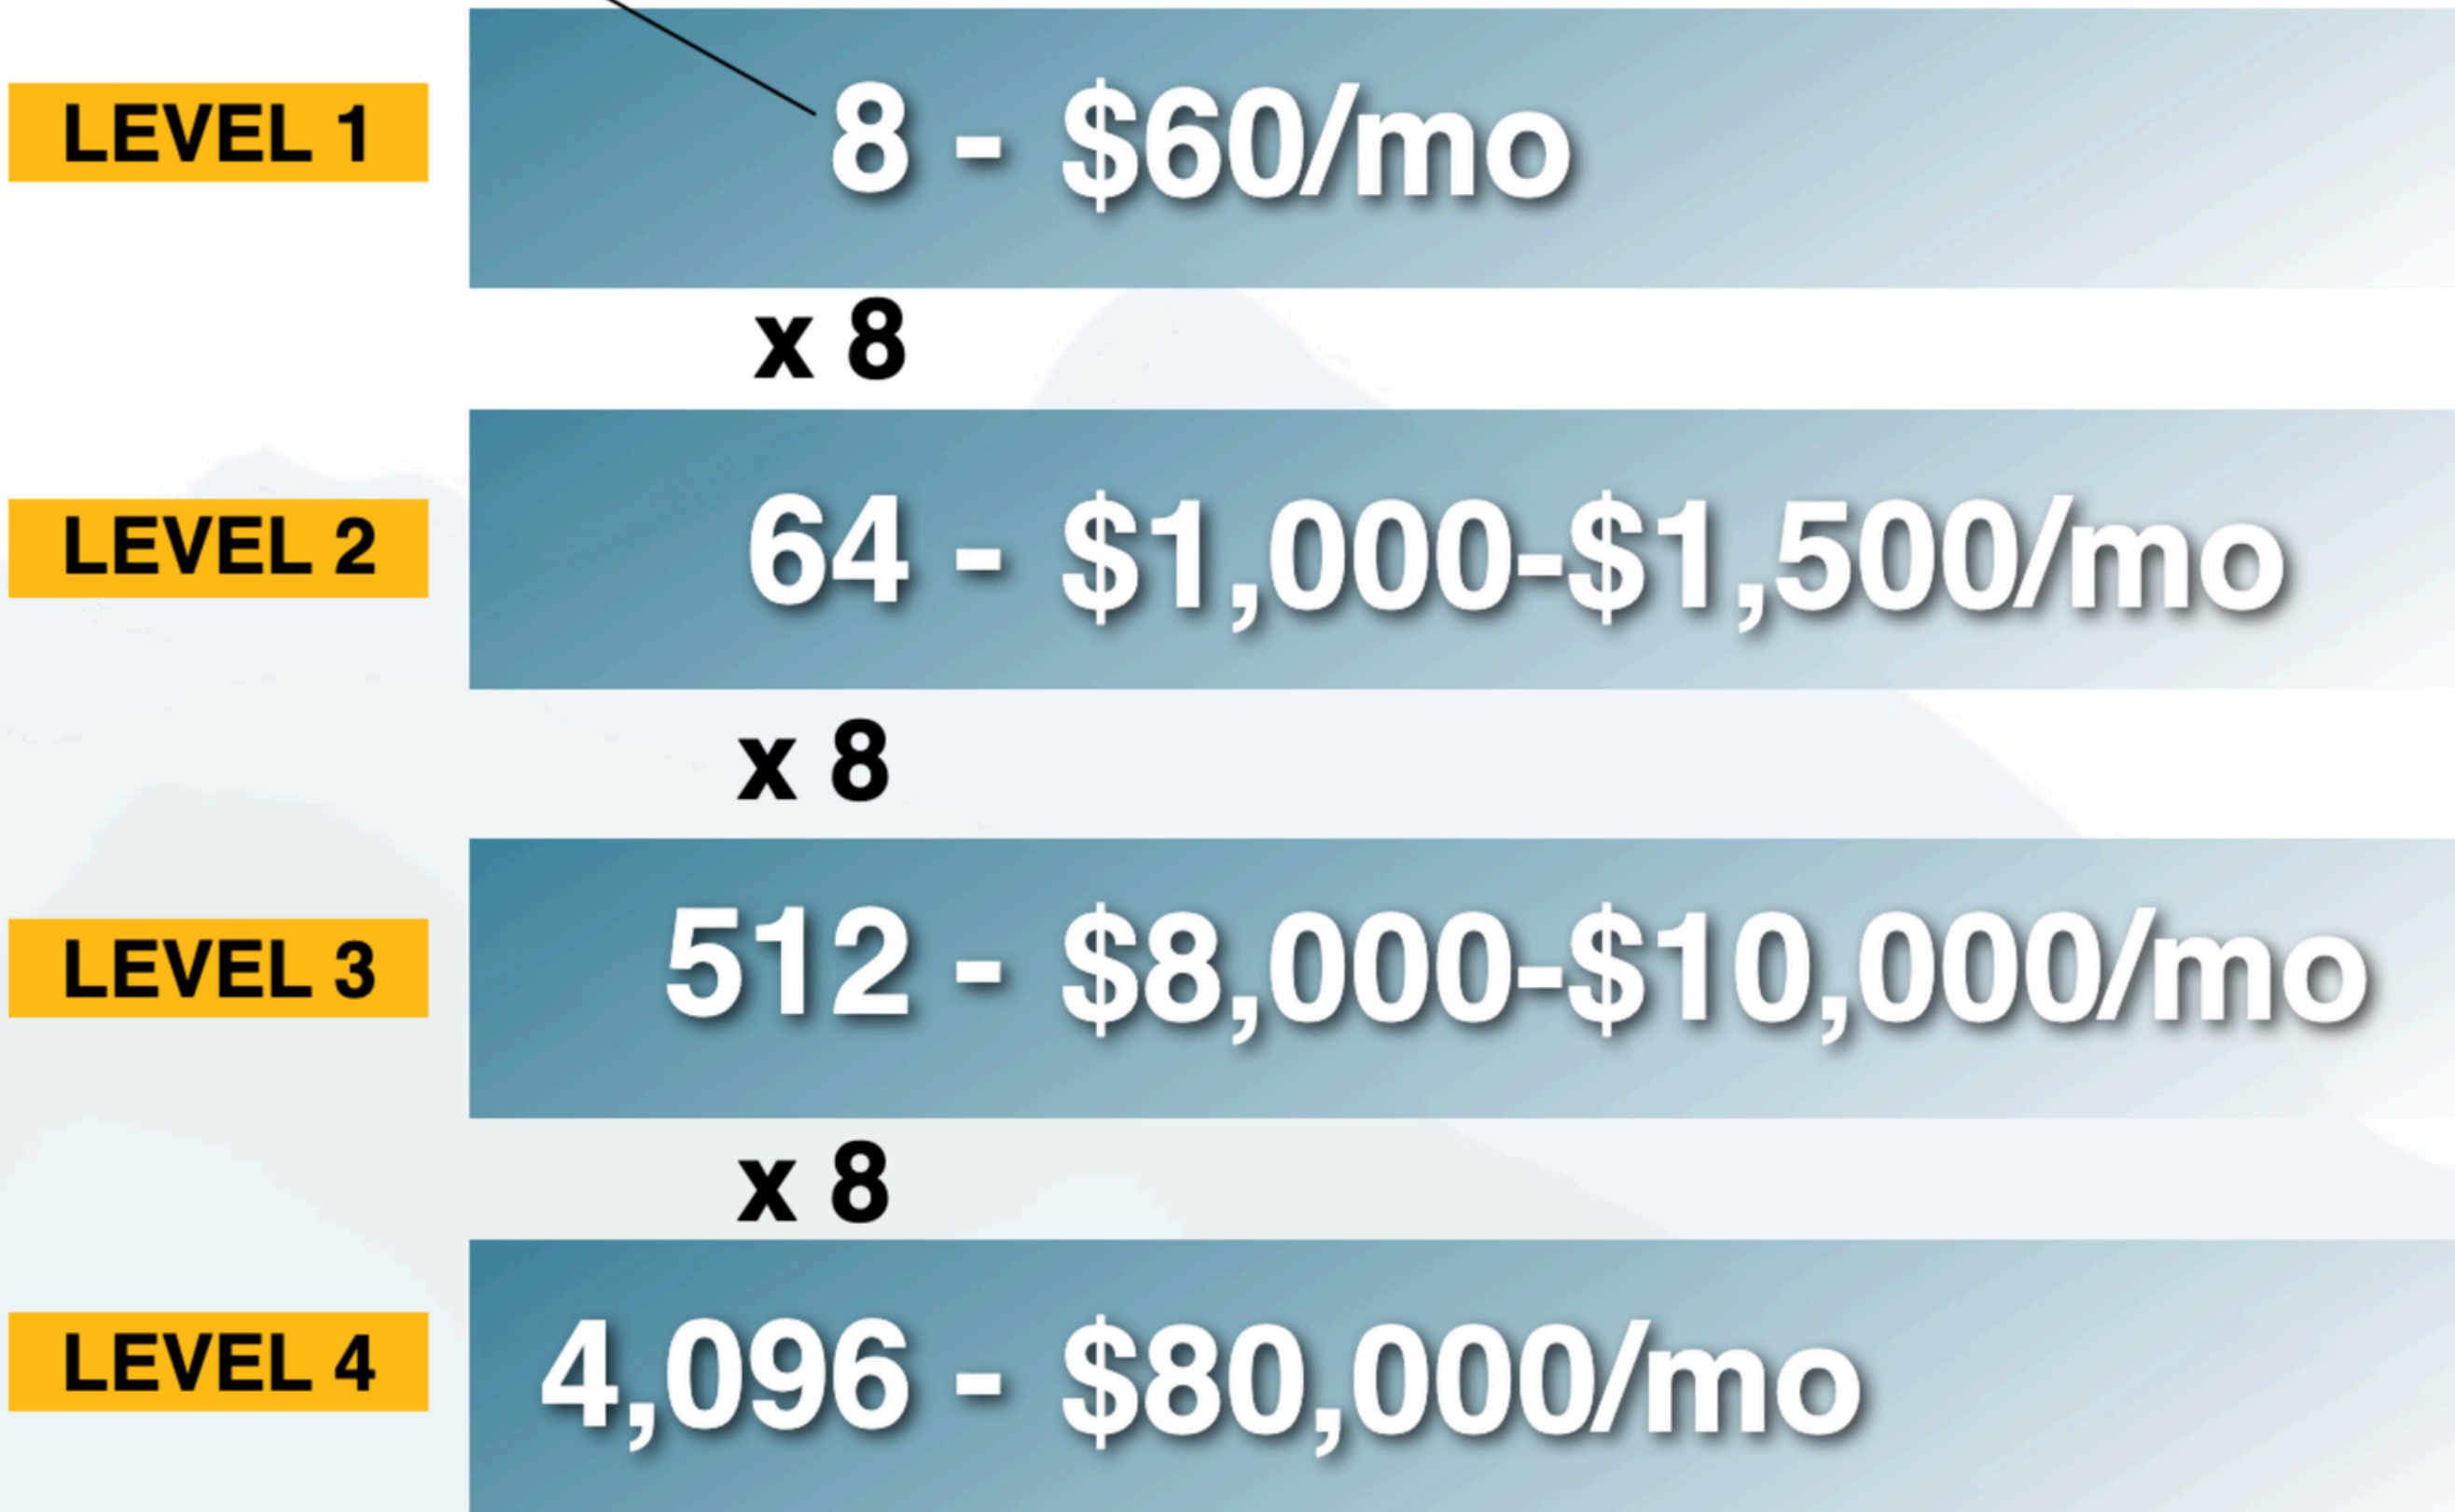 LEVEL 1 8 - $60/mo
x 8
LEVEL 2 64 - $1,000-$1,500/mo
x 8
LEVEL 3 512 - $8,000-$10,000/mo
x 8
LEVEL 4 4,096 - $80,000/mo